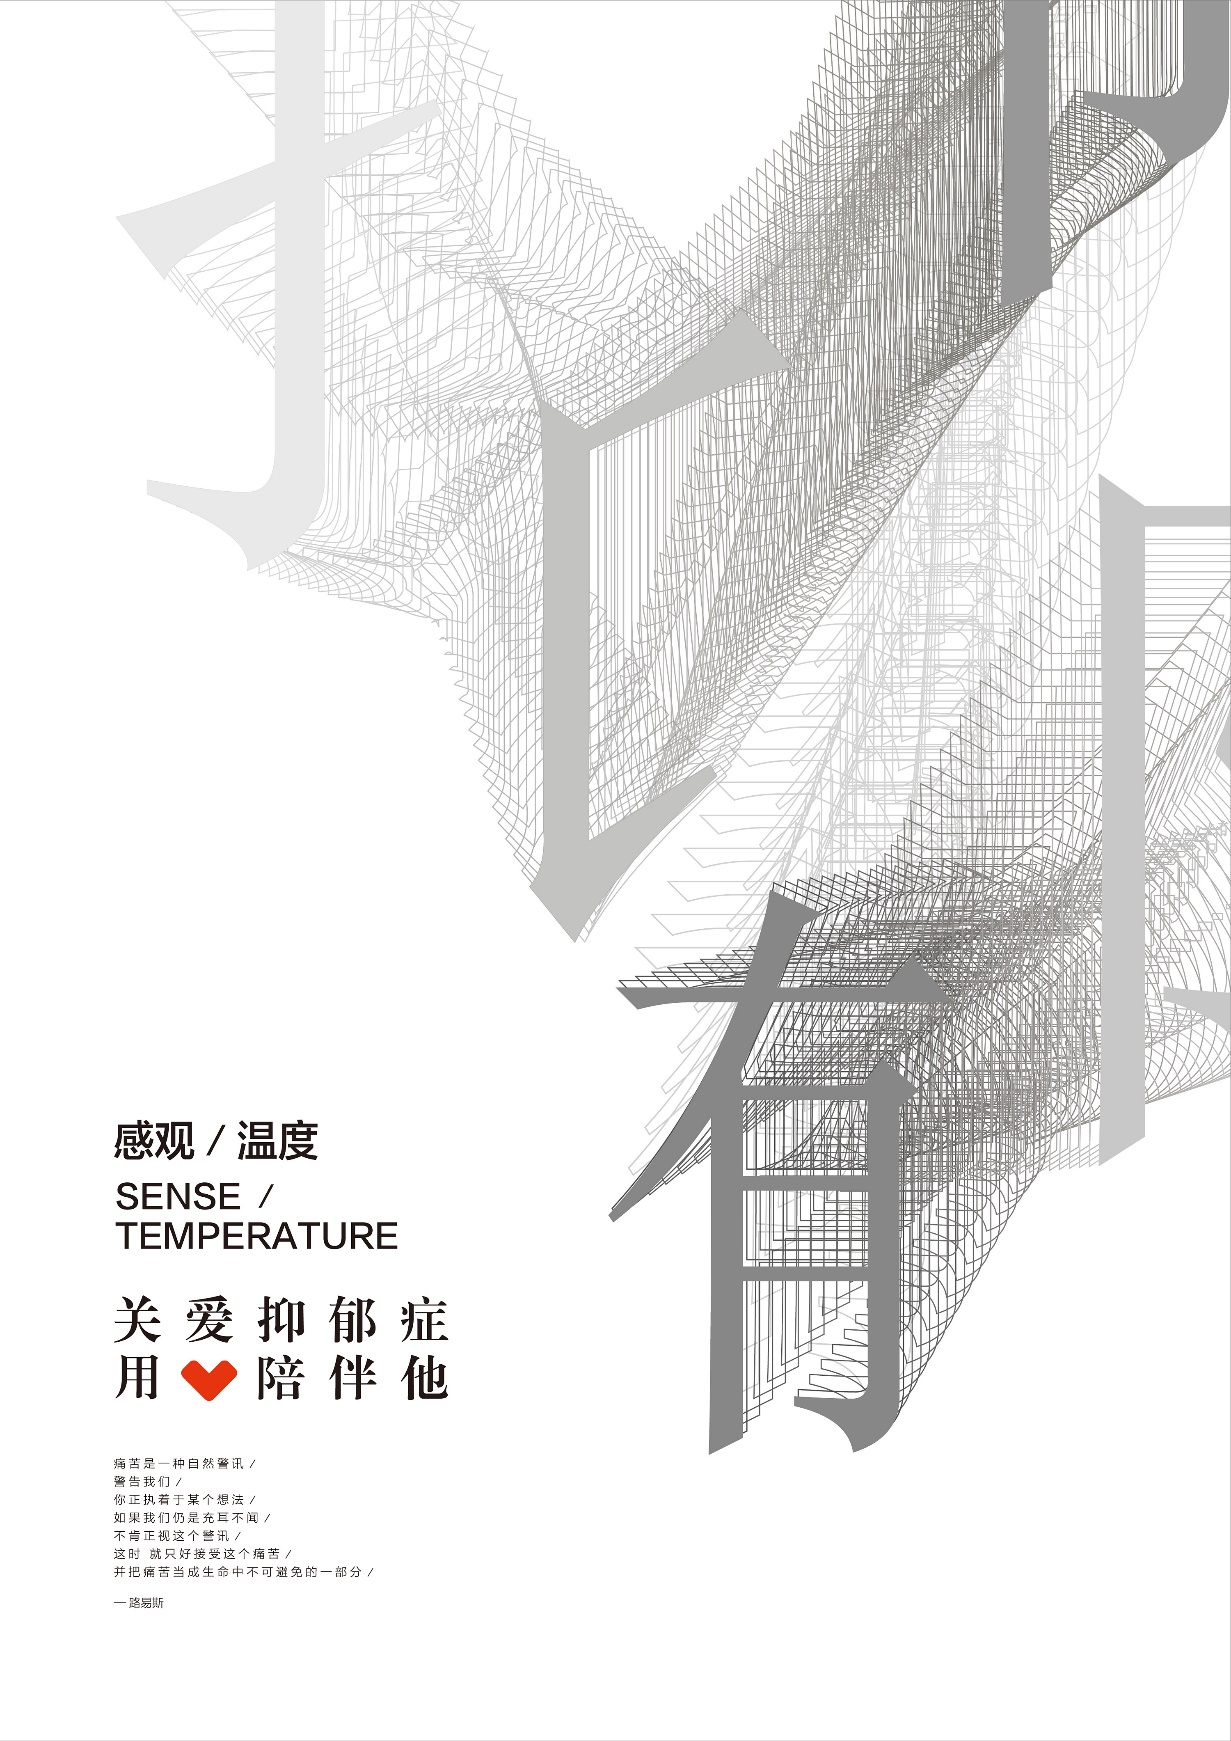 有
感观 / 温度
SENSE /
TEMPERATURE
关爱抑郁症
用 陪伴他
痛苦是一种自然警讯 /
警告我们 /
你正执着于某个想法 /
如果我们仍是充耳不闻 /
不肯正视这个警讯 /
这时 就只好接受这个痛苦 /
并把痛苦当成生命中不可避免的一部分 /
— 路易斯